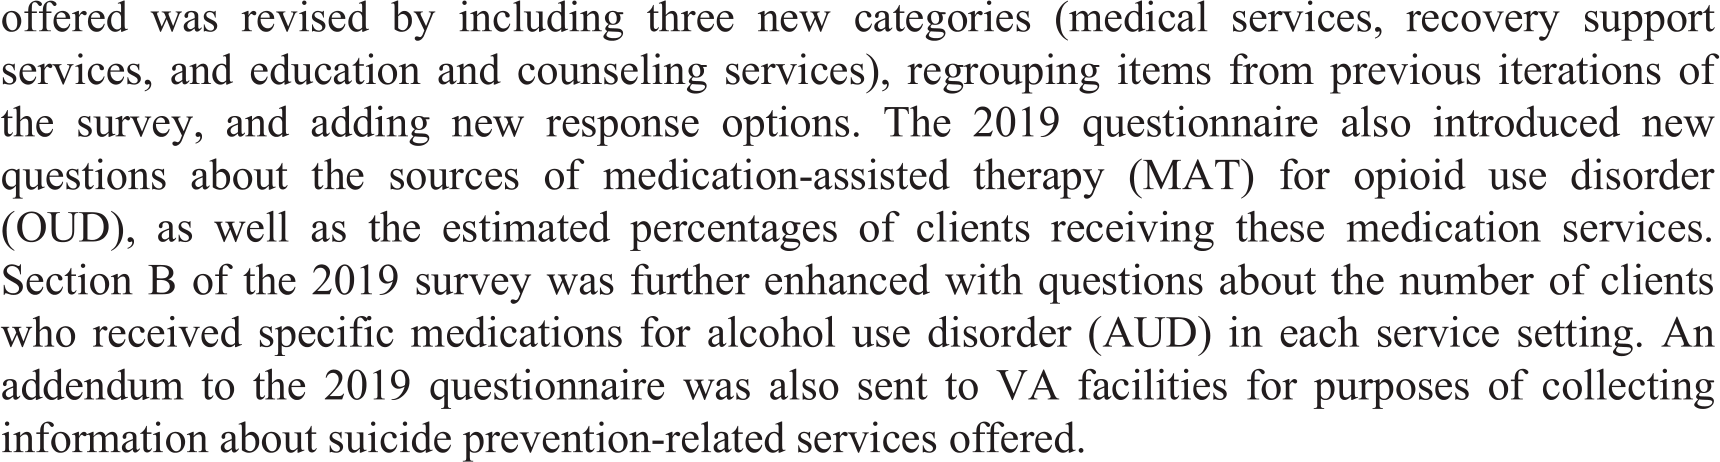 offered was revised by including three new categories (medical services, recovery support
services, and education and counseling services), regrouping items from previous iterations of
the survey, and adding new response options. The 2019 questionnaire also introduced new
questions about the sources of medication-assisted therapy (MAT) for opioid use disorder
(OUD), as well as the estimated percentages of clients receiving these medication services.
Section B of the 2019 survey was further enhanced with questions about the number of clients
who received specific medications for alcohol use disorder (AUD) in each service setting. An
addendum to the 2019 questionnaire was also sent to VA facilities for purposes of collecting
information about suicide prevention-related services offered.